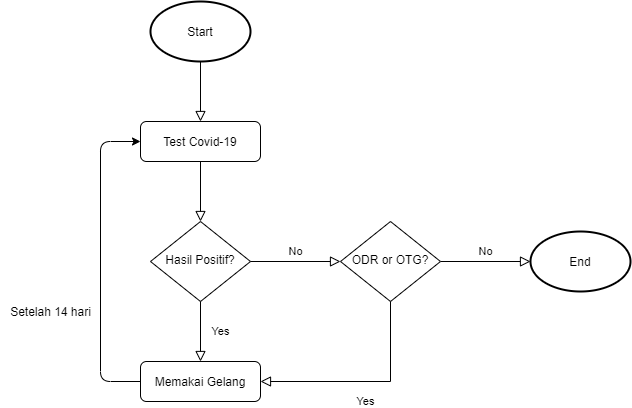 Start
Test Covid-19
Hasil Positif?
No
ODR or OTG?
No
End
Setelah 14 hari
Yes
Memakai Gelang
Yes